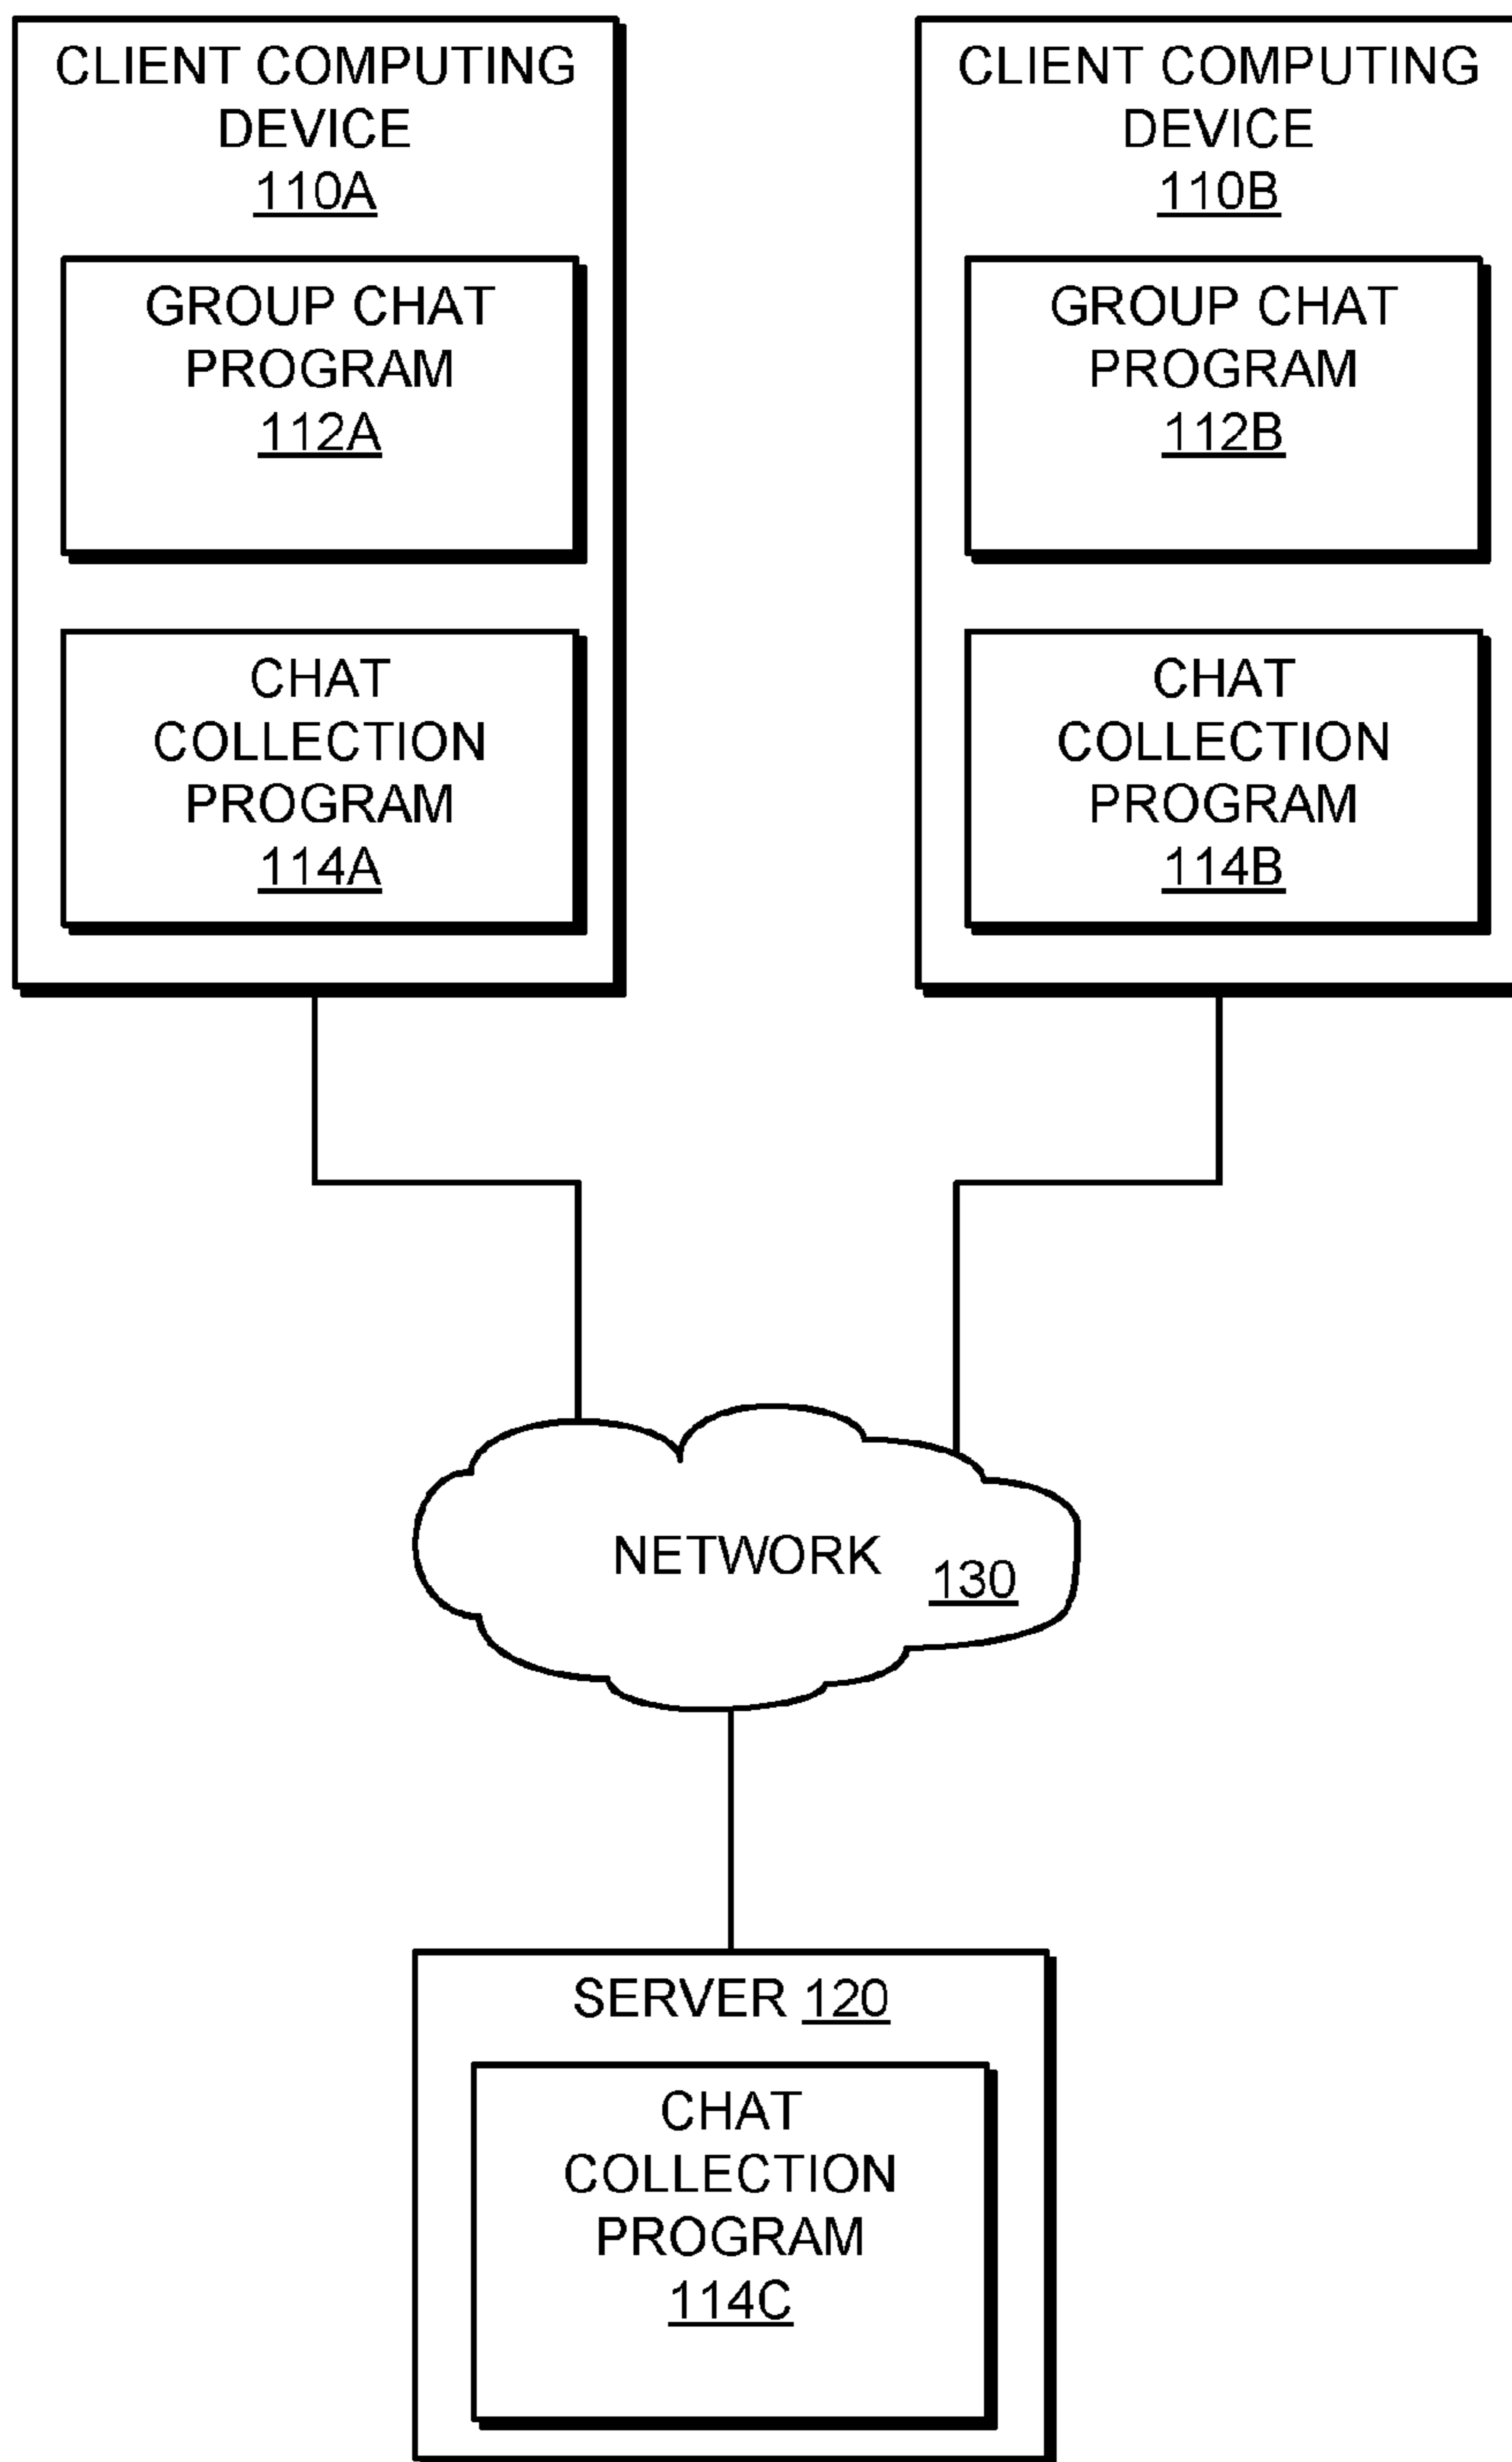 CLIENT COMPUTING
DEVICE
110A
GROUP CHAT
PROGRAM
112A
CHAT
COLLECTION
PROGRAM
114A
CLIENT COMPUTING
DEVICE
110B
GROUP CHAT
PROGRAM
112B
CHAT
COLLECTION
PROGRAM
114B
NETWORK 130
SERVER 120
CHAT
COLLECTION
PROGRAM
114C